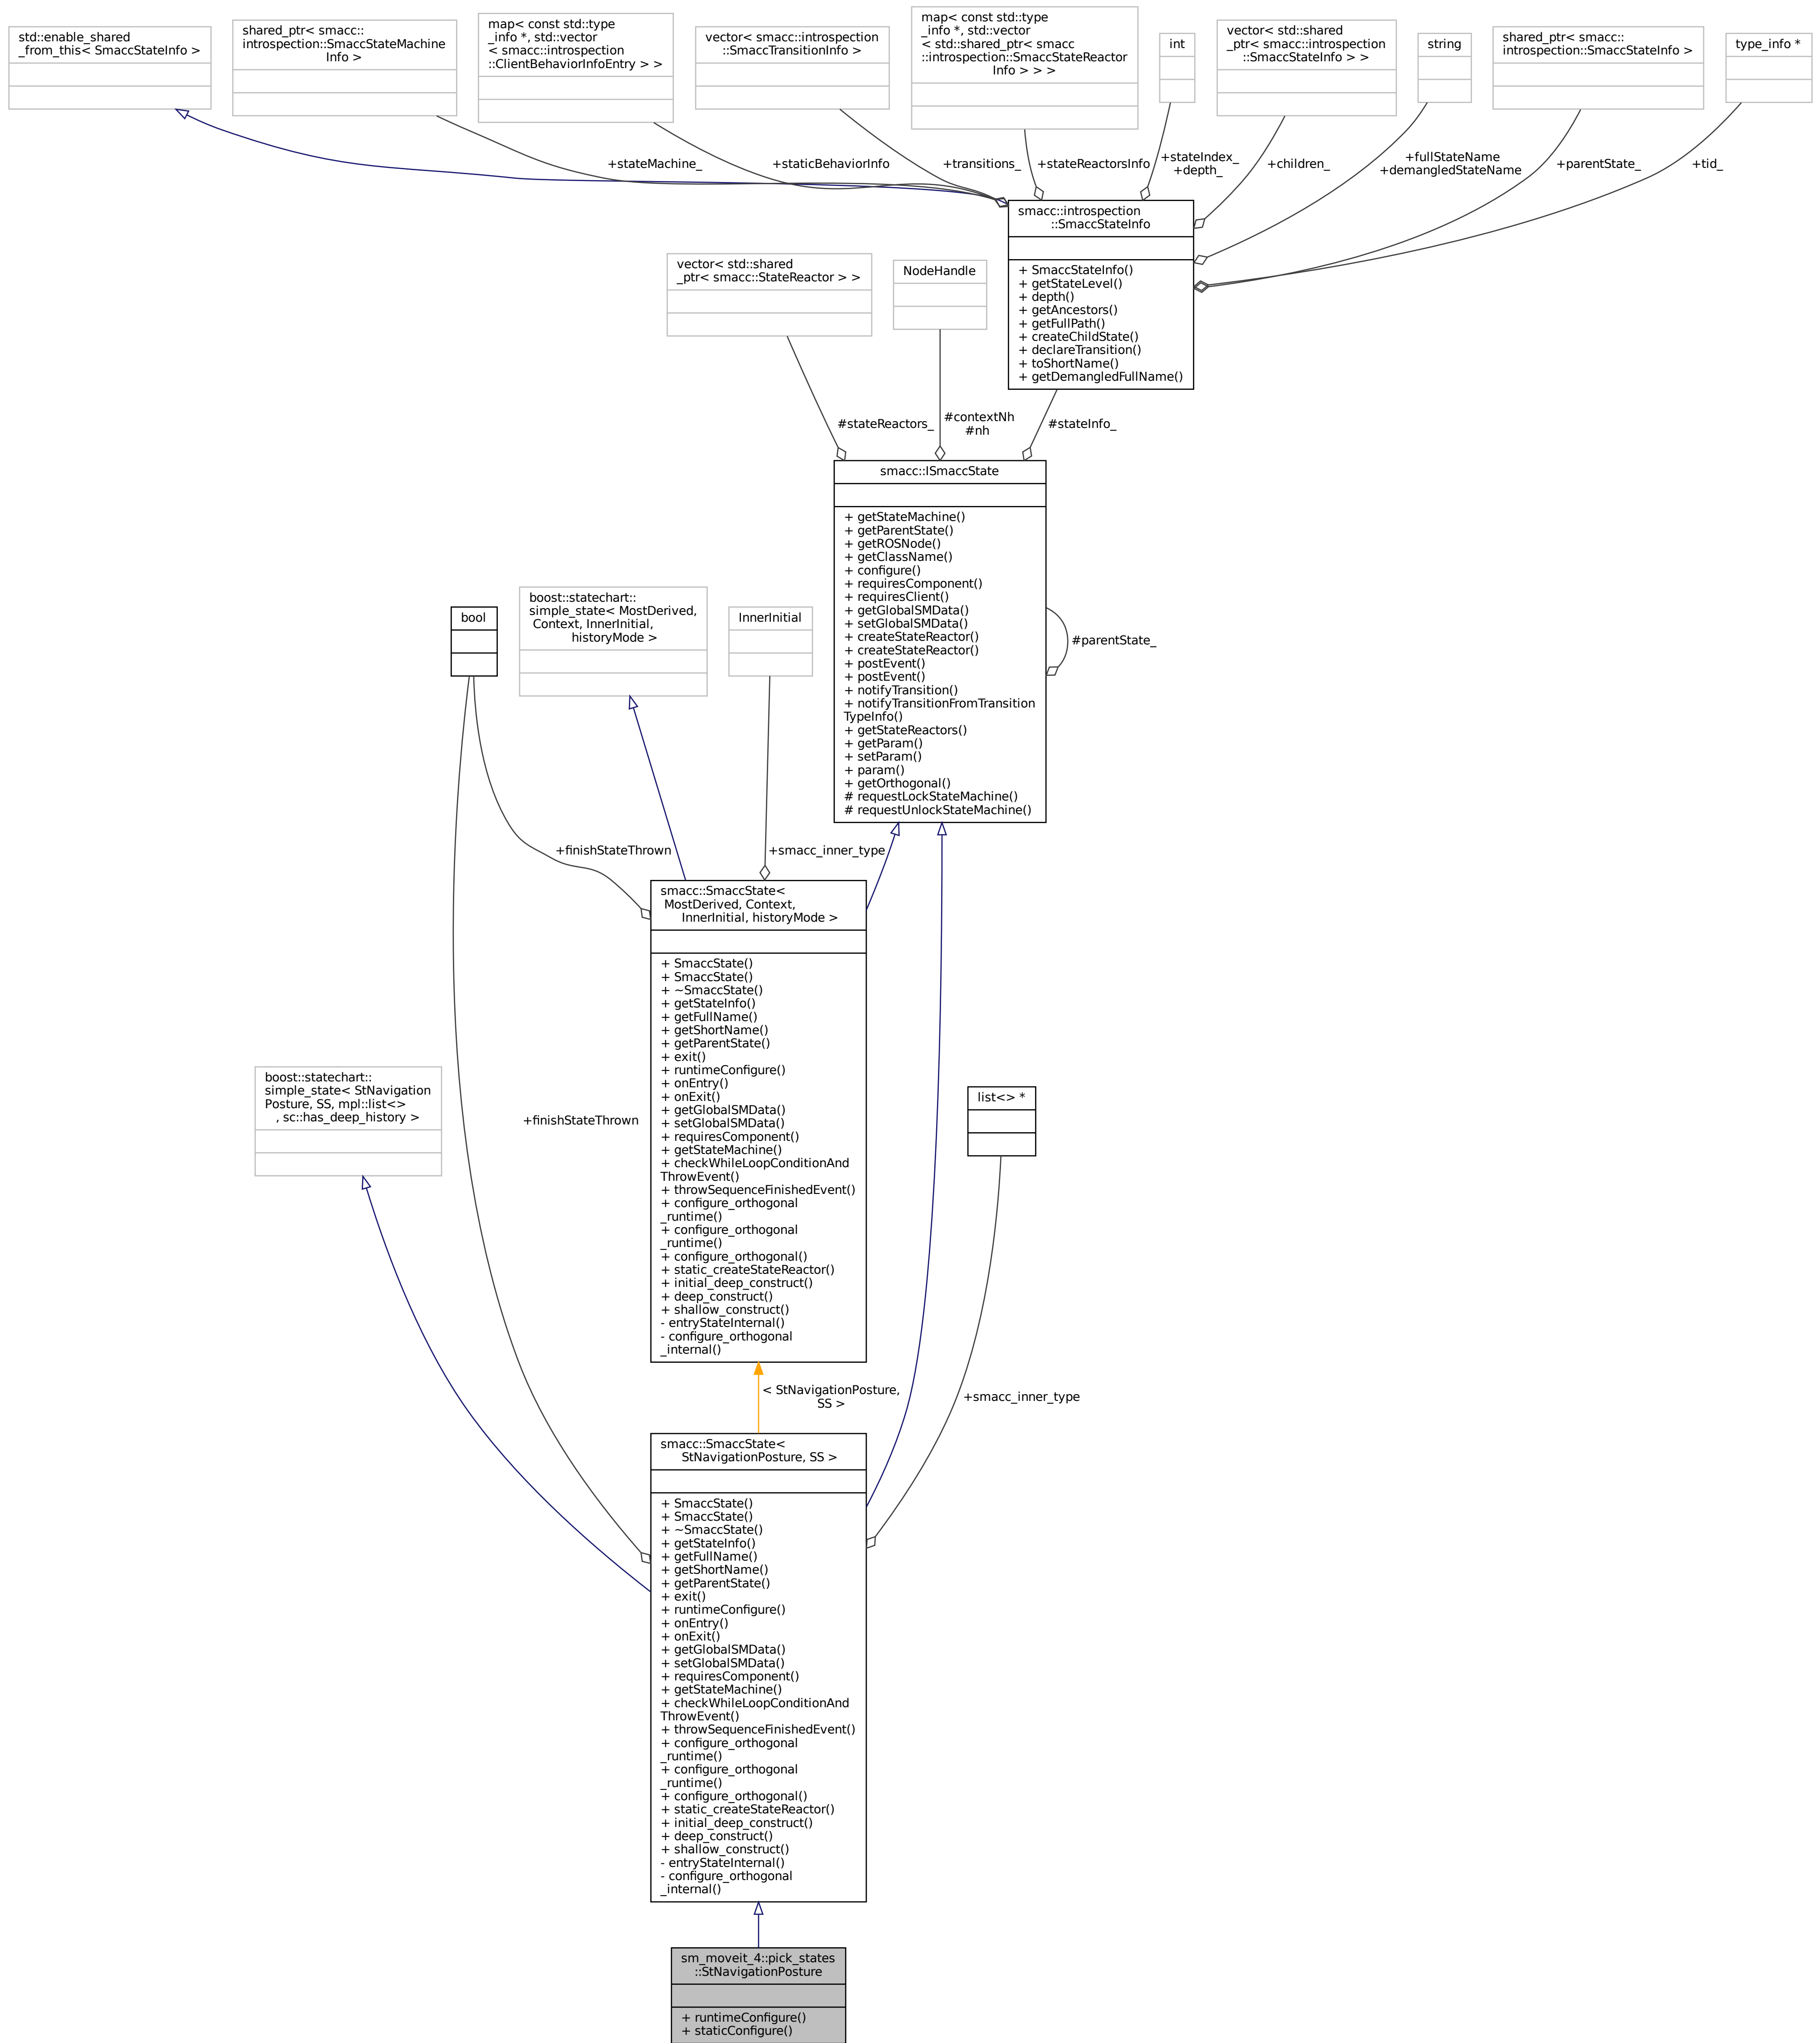 std::enable_shared
_from_this< SmaccStateInfo >
shared_ptr< smacc::
introspection::SmaccStateMachine
Info >
map< const std::type
_info *, std::vector
< smacc::introspection
::ClientBehaviorInfoEntry > >
vector< smacc::introspection
::SmaccTransitionInfo >
map< const std::type
_info *, std::vector
< std::shared_ptr< smacc
::introspection::SmaccStateReactor
Info > > >
int
vector< std::shared
_ptr< smacc::introspection
::SmaccStateInfo > >
string
shared_ptr< smacc::
introspection::SmaccStateInfo >
type_info *
+stateMachine_
+staticBehaviorInfo
+transitions_
+stateReactorsInfo
+stateIndex_
+depth_
+children_
+fullStateName
+demangledStateName
+parentState_
+tid_
smacc::introspection
::SmaccStateInfo
+ SmaccStateInfo()
+ getStateLevel()
+ depth()
+ getAncestors()
+ getFullPath()
+ createChildState()
+ declareTransition()
+ toShortName()
+ getDemangledFullName()
vector< std::shared
_ptr< smacc::StateReactor > >
NodeHandle
#stateReactors_
#contextNh
#nh
#stateInfo_
smacc::ISmaccState
+ getStateMachine()
+ getParentState()
+ getROSNode()
+ getClassName()
+ configure()
+ requiresComponent()
+ requiresClient()
+ getGlobalSMData()
+ setGlobalSMData()
+ createStateReactor()
+ createStateReactor()
+ postEvent()
+ postEvent()
+ notifyTransition()
+ notifyTransitionFromTransition
TypeInfo()
+ getStateReactors()
+ getParam()
+ setParam()
+ param()
+ getOrthogonal()
# requestLockStateMachine()
# requestUnlockStateMachine()
#parentState_
bool
boost::statechart::
simple_state< MostDerived,
Context, InnerInitial,
historyMode >
InnerInitial
+finishStateThrown
+smacc_inner_type
smacc::SmaccState<
MostDerived, Context,
InnerInitial, historyMode >
+ SmaccState()
+ SmaccState()
+ ~SmaccState()
+ getStateInfo()
+ getFullName()
+ getShortName()
+ getParentState()
+ exit()
+ runtimeConfigure()
+ onEntry()
+ onExit()
+ getGlobalSMData()
+ setGlobalSMData()
+ requiresComponent()
+ getStateMachine()
+ checkWhileLoopConditionAnd
ThrowEvent()
+ throwSequenceFinishedEvent()
+ configure_orthogonal
_runtime()
+ configure_orthogonal
_runtime()
+ configure_orthogonal()
+ static_createStateReactor()
+ initial_deep_construct()
+ deep_construct()
+ shallow_construct()
- entryStateInternal()
- configure_orthogonal
_internal()
boost::statechart::
simple_state< StNavigation
Posture, SS, mpl::list<>
, sc::has_deep_history >
+finishStateThrown
list<> *
< StNavigationPosture,
SS >
+smacc_inner_type
smacc::SmaccState<
StNavigationPosture, SS >
+ SmaccState()
+ SmaccState()
+ ~SmaccState()
+ getStateInfo()
+ getFullName()
+ getShortName()
+ getParentState()
+ exit()
+ runtimeConfigure()
+ onEntry()
+ onExit()
+ getGlobalSMData()
+ setGlobalSMData()
+ requiresComponent()
+ getStateMachine()
+ checkWhileLoopConditionAnd
ThrowEvent()
+ throwSequenceFinishedEvent()
+ configure_orthogonal
_runtime()
+ configure_orthogonal
_runtime()
+ configure_orthogonal()
+ static_createStateReactor()
+ initial_deep_construct()
+ deep_construct()
+ shallow_construct()
- entryStateInternal()
- configure_orthogonal
_internal()
sm_moveit_4::pick_states
::StNavigationPosture
+ runtimeConfigure()
+ staticConfigure()